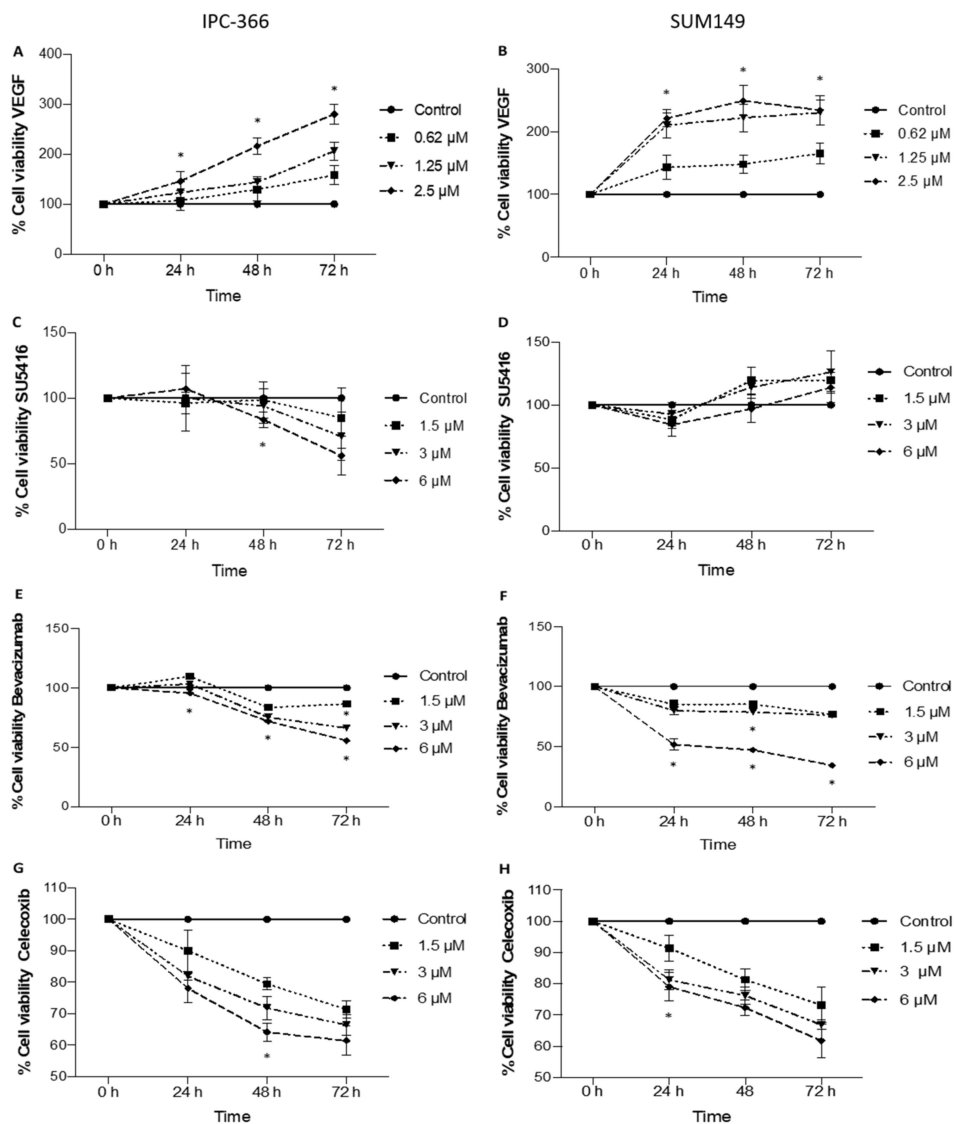 IPC-366
SUM149
A
% Cell viability VEGF
400
300
200
100
0
0 h
24 h
48 h
72 h
Time
*
*
*
Control
0.62 µM
1.25 µM
2.5 µM
B
% Cell viability VEGF
300
200
100
0
0 h
24 h
48 h
72 h
Time
*
*
*
Control
0.62 µM
1.25 µM
2.5 µM
C
% Cell viability SU5416
150
100
50
0
0 h
24 h
48 h
72 h
Time
*
Control
1.5 µM
3 µM
6 µM
D
% Cell viability SU5416
150
100
50
0
0 h
24 h
48 h
72 h
Time
Control
1.5 µM
3 µM
6 µM
E
% Cell viability Bevacizumab
150
100
50
0
0 h
24 h
48 h
72 h
Time
*
*
*
*
Control
1.5 µM
3 µM
6 µM
F
% Cell viability Bevacizumab
150
100
50
0
0 h
24 h
48 h
72 h
Time
*
*
*
*
Control
1.5 µM
3 µM
6 µM
G
% Cell viability Celecoxib
110
100
90
80
70
60
50
0 h
24 h
48 h
72 h
Time
*
Control
1.5 µM
3 µM
6 µM
H
% Cell viability Celecoxib
110
100
90
80
70
60
50
0 h
24 h
48 h
72 h
Time
*
Control
1.5 µM
3 µM
6 µM